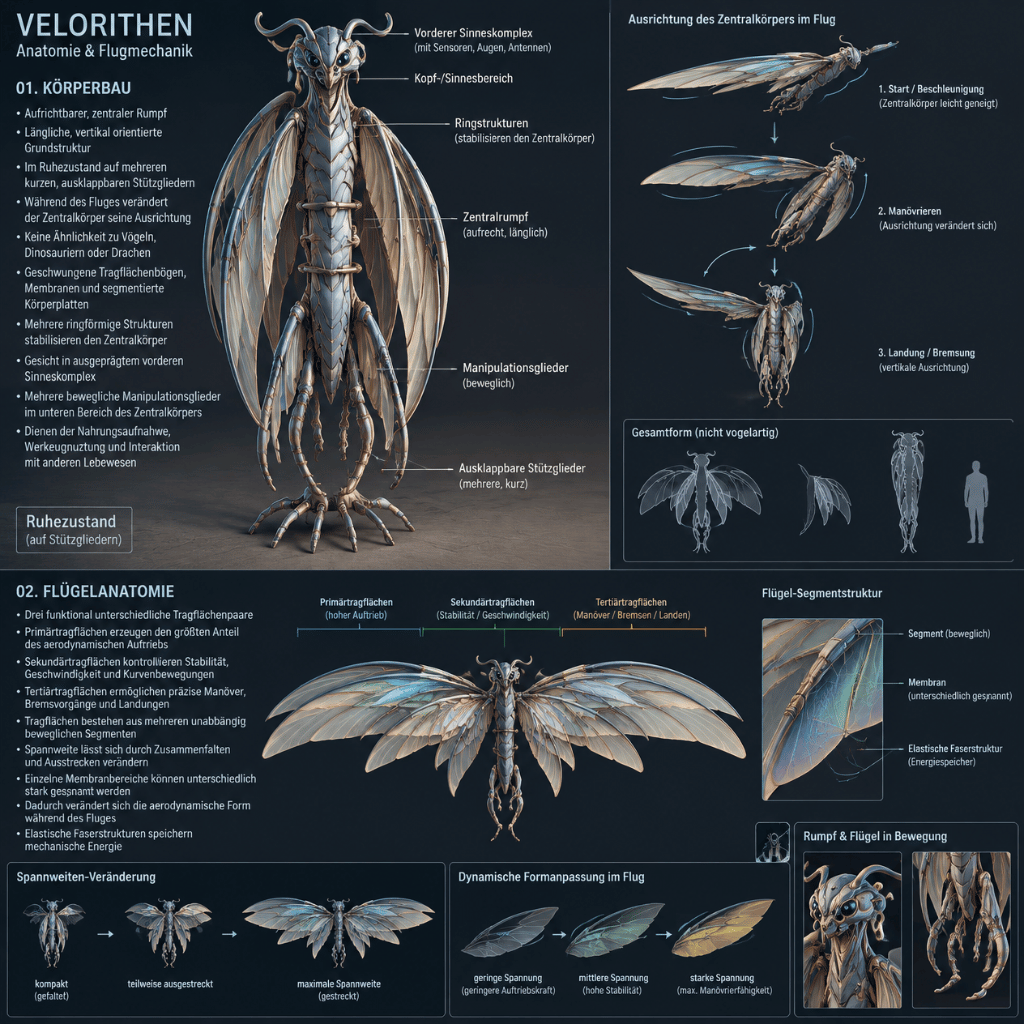 VELORITHEN
Anatomie & Flugmechanik
01. KÖRPERBAU
• Aufrichtbarer, zentraler Rumpf
• Längliche, vertikal orientierte
Grundstruktur
• Im Ruhezustand auf mehreren
kurzen, ausklappbaren Stützgliedern
• Während des Fluges verändert
der Zentralkörper seine Ausrichtung
• Keine Ähnlichkeit zu Vögeln,
Dinosauriern oder Drachen
• Geschwungene Tragflächenbögen,
Membranen und segmentierte
Körperplatten
• Mehrere ringförmige Strukturen
stabilisieren den Zentralkörper
• Gesicht in ausgeprägtem vorderen
Sinneskomplex
• Mehrere bewegliche Manipulationsglieder
im unteren Bereich des Zentralkörpers
• Dienen der Nahrungsaufnahwe,
Werkeugnuztung und Interaktion
mit anderen Lebewesen
Ruhezustand
(auf Stützgliedern)
Vorderer Sinneskomplex
(mit Sensoren, Augen, Antennen)
Kopf-/Sinnesbereich
Ringstrukturen
(stabilisieren den Zentralkörper)
Zentralrumpf
(aufrecht, länglich)
Manipulationsglieder
(beweglich)
Ausklappbare Stützglieder
(mehrere, kurz)
Ausrichtung des Zentralkörpers im Flug
1. Start / Beschleunigung
(Zentralkörper leicht geneigt)
2. Manövrieren
(Ausrichtung verändert sich)
3. Landung / Bremsung
(vertikale Ausrichtung)
Gesamtform (nicht vogelartig)
02. FLÜGELANATOMIE
• Drei funktional unterschiedliche Tragflächenpaare
• Primärtragflächen erzeugen den größten Anteil
des aerodynamischen Auftriebs
• Sekundärtragflächen kontrollieren Stabilität,
Geschwindigkeit und Kurvenbewegungen
• Tertiärtragflächen ermöglichen präzise Manöver,
Bremsvorgänge und Landungen
• Tragflächen bestehen aus mehreren unabbängig
beweglichen Segmenten
• Spannweite lässt sich durch Zusammenfalten
und Ausstrecken verändern
• Einzelne Membranbereiche können unterschiedlich
stark gespannt werden
• Dadurch verändert sich die aerodynamische Form
während des Fluges
• Elastische Faserstrukturen speichern
mechanische Energie
Primärtragflächen
(hoher Auftrieb)
Sekundärtragflächen
(Stabilität / Geschwindigkeit)
Tertiärtragflächen
(Manöver / Bremsen / Landen)
Flügel-Segmentstruktur
Segment (beweglich)
Membran
(unterschiedlich gespannt)
Elastische Faserstruktur
(Energiespeicher)
Spannweiten-Veränderung
kompakt
(gefaltet)
teilweise ausgestreckt
maximale Spannweite
(gestreckt)
Dynamische Formanpassung im Flug
geringe Spannung
(geringere Auftriebskraft)
mittlere Spannung
(hohe Stabilität)
starke Spannung
(max. Manövrierfähigkeit)
Rumpf & Flügel in Bewegung